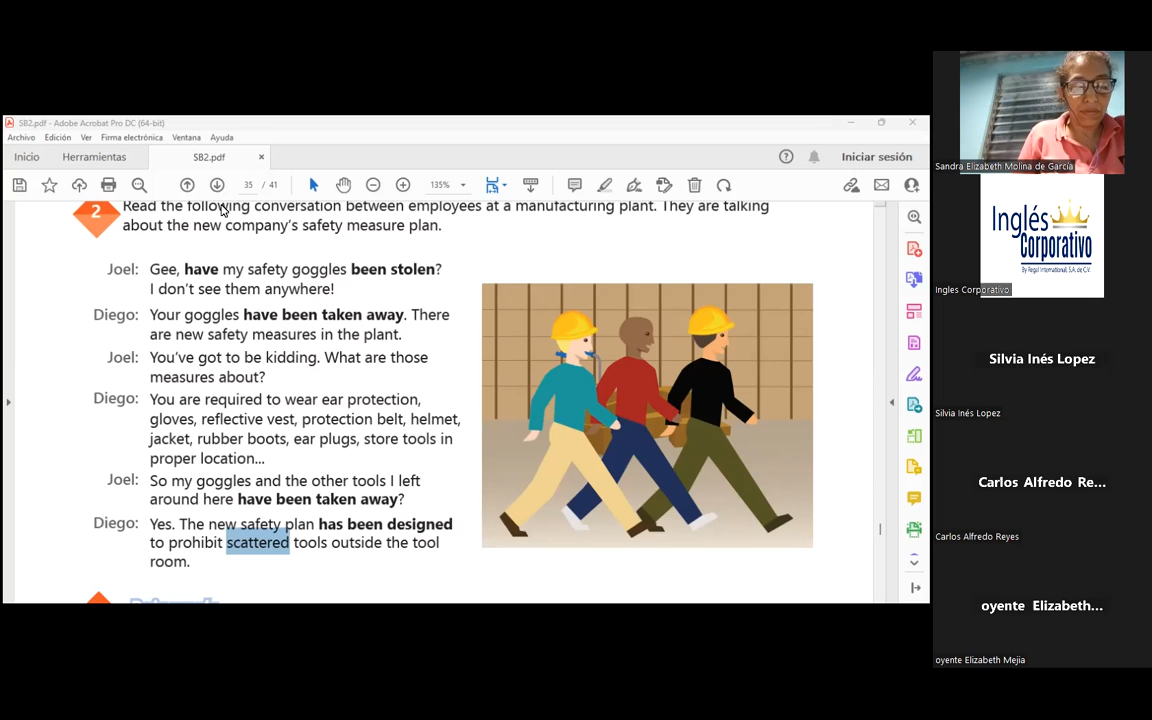 SB2.pdf - Adobe Acrobat Pro DC (64-bit)
Archivo Edición Ver Firma electrónica Ventana Ayuda
Inicio Herramientas SB2.pdf Iniciar sesión
35 / 41 135%
2 Read the following conversation between employees at a manufacturing plant. They are talking
about the new company's safety measure plan.
Joel: Gee, have my safety goggles been stolen?
I don't see them anywhere!
Diego: Your goggles have been taken away. There
are new safety measures in the plant.
Joel: You've got to be kidding. What are those
measures about?
Diego: You are required to wear ear protection,
gloves, reflective vest, protection belt, helmet,
jacket, rubber boots, ear plugs, store tools in
proper location...
Joel: So my goggles and the other tools I left
around here have been taken away?
Diego: Yes. The new safety plan has been designed
to prohibit scattered tools outside the tool
room.
Sandra Elizabeth Molina de García
Inglés
Corporativo
By Regal International, S.A. de C.V.
Ingles Corporativo
Silvia Inés Lopez
Silvia Inés Lopez
Carlos Alfredo Re...
Carlos Alfredo Reyes
oyente Elizabeth...
oyente Elizabeth Mejia